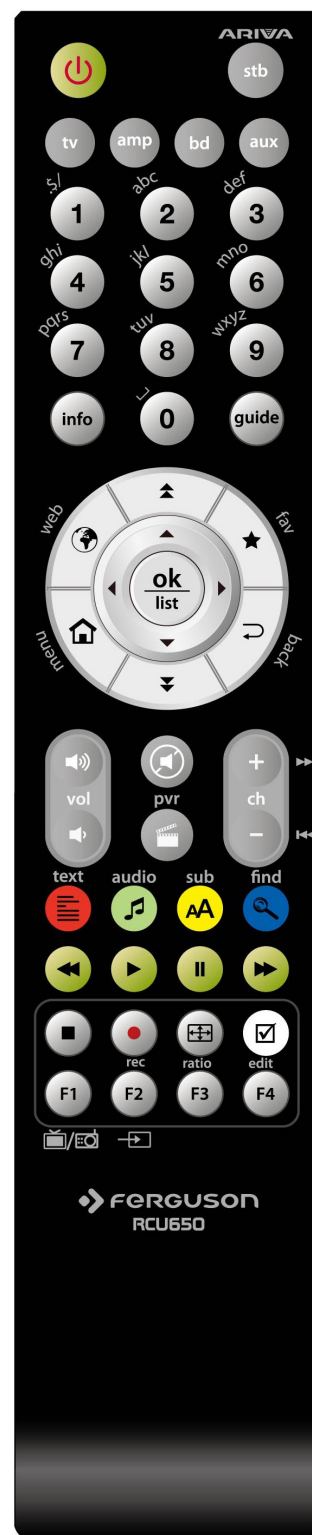 ARIVA
stb
tv amp bd aux
.$/ abc def
1 2 3
ghi jkl mno
4 5 6
pqrs tuv wxyz
7 8 9
info 0 guide
web fav
ok
list
menu back
+
vol pvr ch
-
text audio sub find
AA
rec ratio edit
F1 F2 F3 F4
/
FERGUSON
RCU650